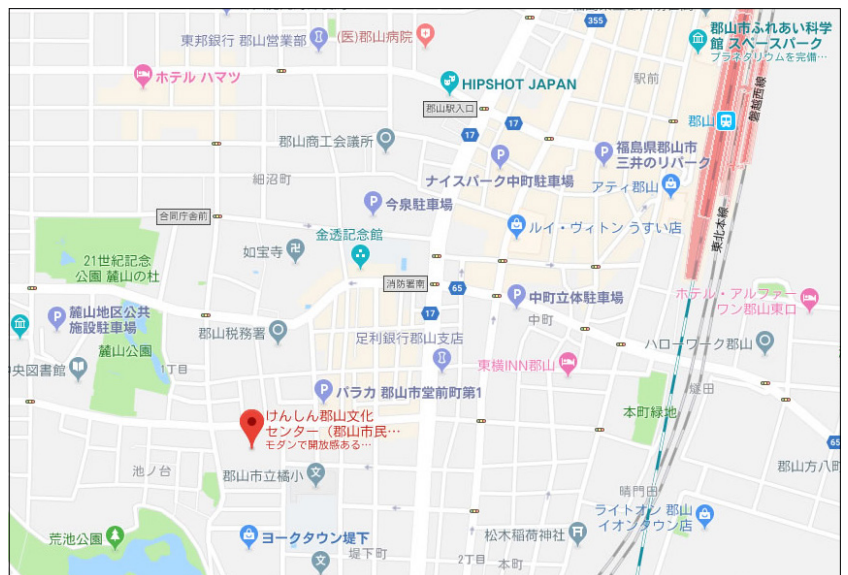 355
郡山市ふれあい科学
館 スペースパーク
プラネタリウムを完備…
東邦銀行 郡山営業部
(医)郡山病院
駅前
ホテル ハマツ
HIPSHOT JAPAN
磐越西線
郡山駅入口
17
郡山
郡山商工会議所
17
福島県郡山市
三井のリパーク
ナイスパーク中町駐車場
細沼町
アティ郡山
今泉駐車場
合同庁舎前
ルイ・ヴィトン うすい店
東北本線
金透記念館
如宝寺
21世紀記念
公園 麓山の杜
消防署南
65
ホテル・アルファー
ワン郡山東口
中町立体駐車場
麓山地区公共
施設駐車場
17
中町
郡山税務署
足利銀行郡山支店
ハローワーク郡山
麓山公園
央図書館
1丁目
東横INN郡山
燧田
パラカ 郡山市堂前町第1
本町緑地
けんしん郡山文化
センター（郡山市民…
モダンで開放感ある…
65
池ノ台
郡山市立橘小
郡山方八町
晴門田
ライトオン 郡山
イオンタウン店
荒池公園
ヨークタウン堤下
松木稲荷神社
堤下町
2丁目
本町